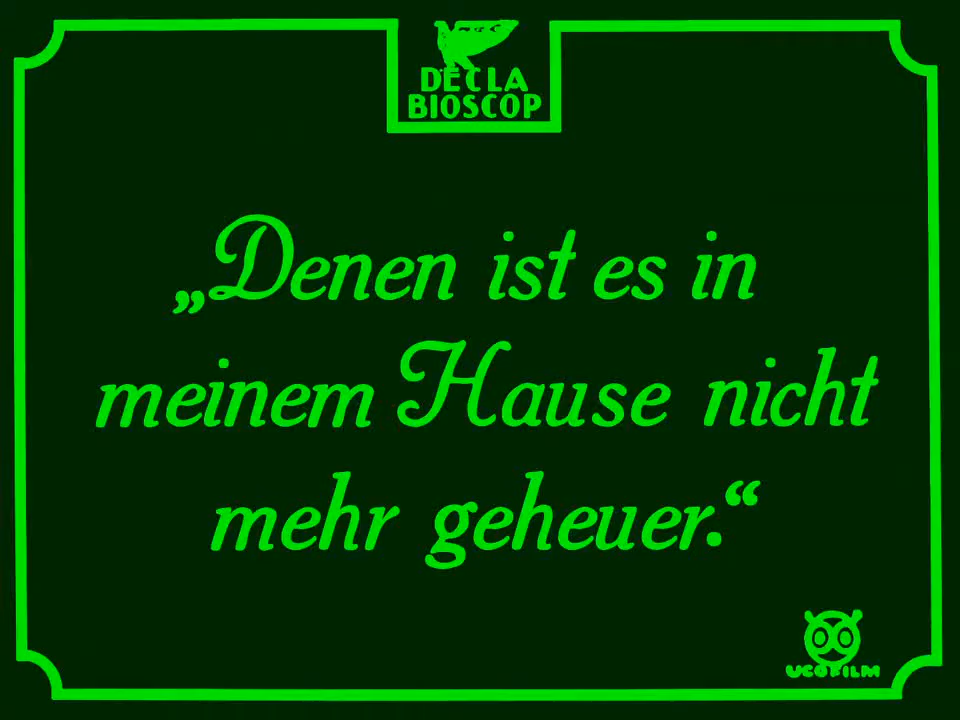 DECLA
BIOSCOP
„Denen ist es in
meinem Hause nicht
mehr geheuer.“
UCOFILM